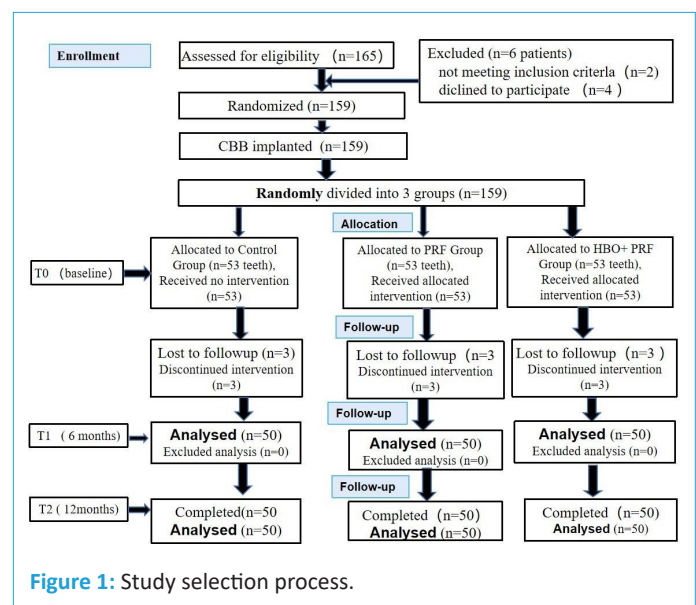 Enrollment
Assessed for eligibility (n=165)
Excluded (n=6 patients)
not meeting inclusion criteria (n=2)
diclined to participate (n=4 )
Randomized (n=159)
CBB implanted (n=159)
Randomly divided into 3 groups (n=159)
Allocation
T0 (baseline)
Allocated to Control
Group (n=53 teeth),
Received no intervention
(n=53)
Allocated to PRF Group
(n=53 teeth),
Received allocated
intervention (n=53)
Allocated to HBO+ PRF
Group (n=53 teeth),
Received allocated
intervention (n=53)
Follow-up
Lost to followup (n=3)
Discontinued intervention
(n=3)
Lost to followup (n=3
Discontinued intervention
(n=3)
Lost to followup (n=3 )
Discontinued intervention
(n=3)
Follow-up
T1 ( 6 months)
Analysed (n=50)
Excluded analysis (n=0)
Analysed (n=50)
Excluded analysis (n=0)
Analysed (n=50)
Excluded analysis (n=0)
Follow-up
T2 ( 12months)
Completed(n=50
Analysed (n=50)
Completed (n=50)
Analysed (n=50)
Completed (n=50)
Analysed (n=50)
Figure 1: Study selection process.